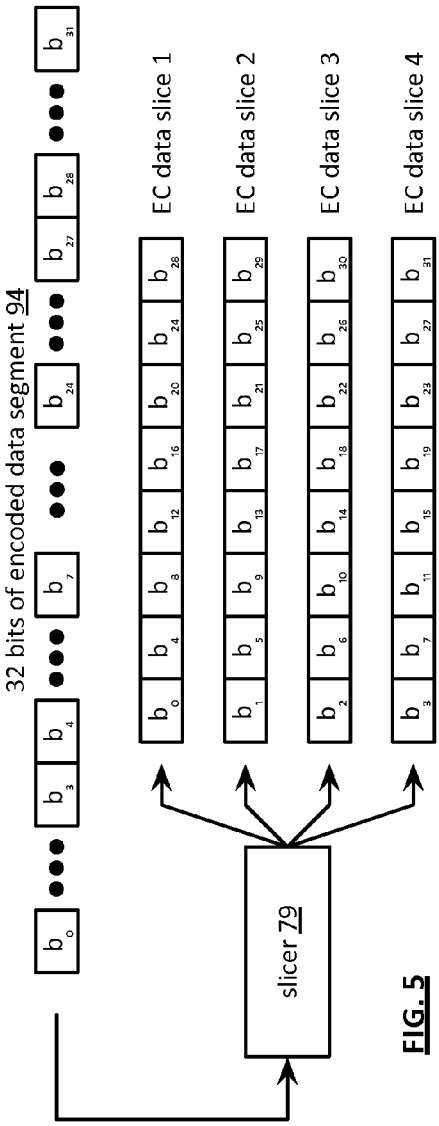 32 bits of encoded data segment 94
b0 ●●● b3 b4 ●●● b7 ●●● b24 ●●● b27 b28 ●●● b31
slicer 79
b0 b4 b8 b12 b16 b20 b24 b28 EC data slice 1
b1 b5 b9 b13 b17 b21 b25 b29 EC data slice 2
b2 b6 b10 b14 b18 b22 b26 b30 EC data slice 3
b3 b7 b11 b15 b19 b23 b27 b31 EC data slice 4
FIG. 5